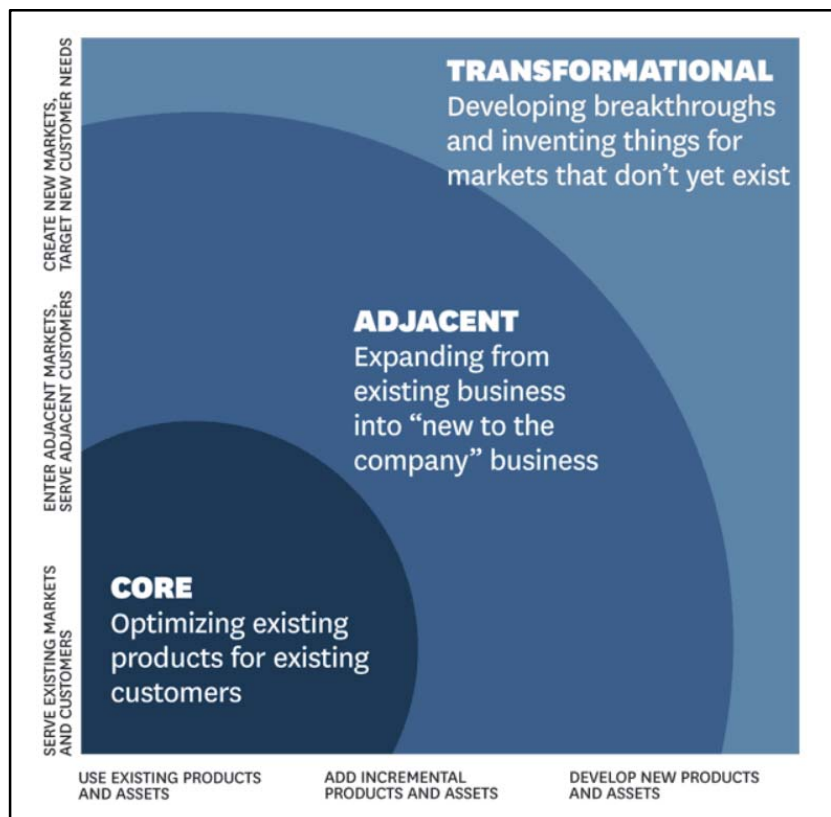 TRANSFORMATIONAL
Developing breakthroughs
and inventing things for
markets that don't yet exist
ADJACENT
Expanding from
existing business
into “new to the
company” business
CORE
Optimizing existing
products for existing
customers
CREATE NEW MARKETS,
TARGET NEW CUSTOMER NEEDS
ENTER ADJACENT MARKETS,
SERVE ADJACENT CUSTOMERS
SERVE EXISTING MARKETS
AND CUSTOMERS
USE EXISTING PRODUCTS
AND ASSETS
ADD INCREMENTAL
PRODUCTS AND ASSETS
DEVELOP NEW PRODUCTS
AND ASSETS